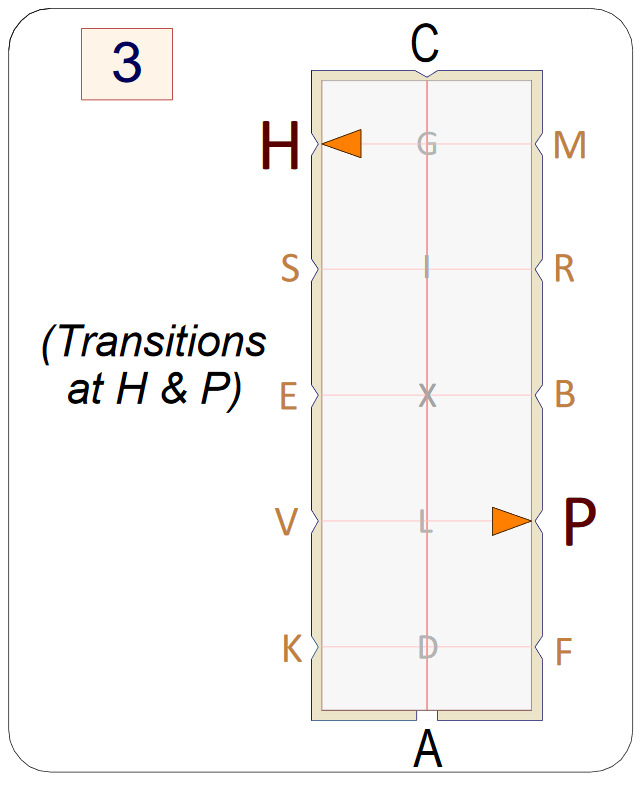 3
C
H G M
S I R
(Transitions
at H & P)
E X B
V L P
K D F
A